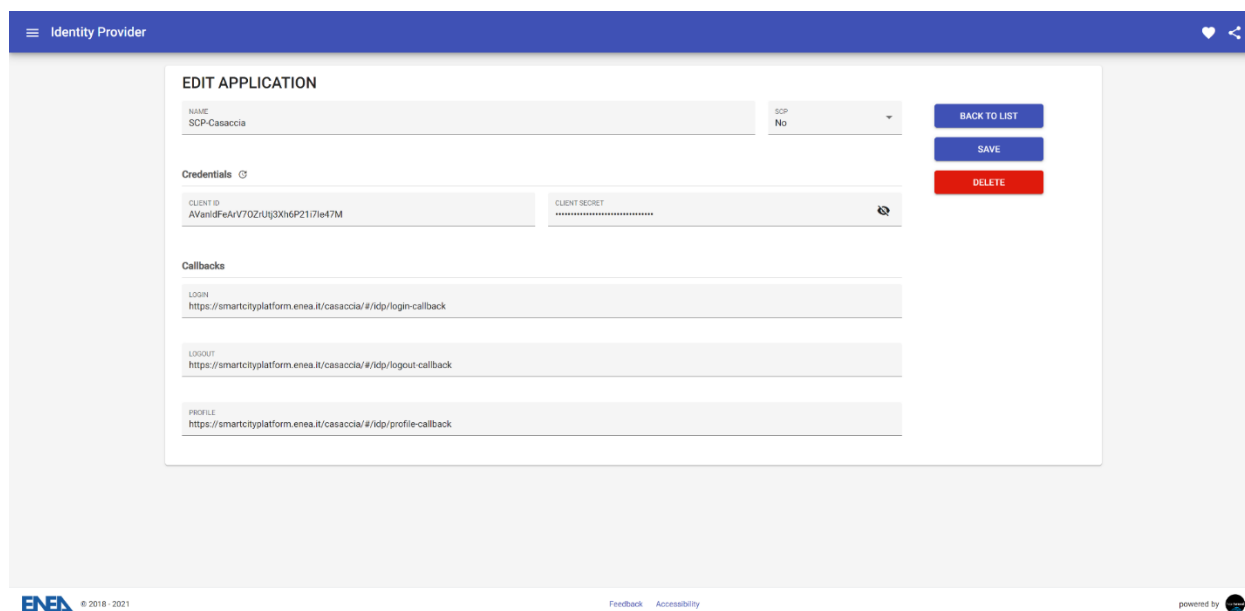 Identity Provider
EDIT APPLICATION
NAME
SCP-Casaccia
SCP
No
BACK TO LIST
SAVE
DELETE
Credentials
CLIENT ID
AVanIdFeArV7OZrUtj3Xh6P21i7Ie47M
CLIENT SECRET
••••••••••••••••••••••••••••••••
Callbacks
LOGIN
https://smartcityplatform.enea.it/casaccia/#/idp/login-callback
LOGOUT
https://smartcityplatform.enea.it/casaccia/#/idp/logout-callback
PROFILE
https://smartcityplatform.enea.it/casaccia/#/idp/profile-callback
ENEA © 2018 - 2021
Feedback Accessibility
powered by